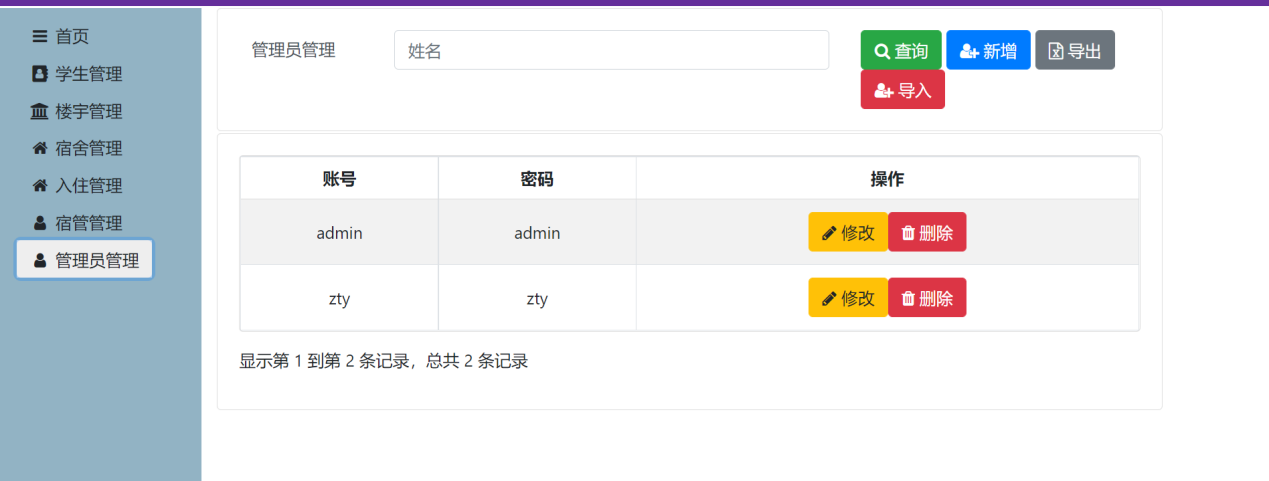 首页
学生管理
楼宇管理
宿舍管理
入住管理
宿管管理
管理员管理
管理员管理 姓名 查询 新增 导出
导入
账号 密码 操作
admin admin 修改 删除
zty zty 修改 删除
显示第 1 到第 2 条记录，总共 2 条记录